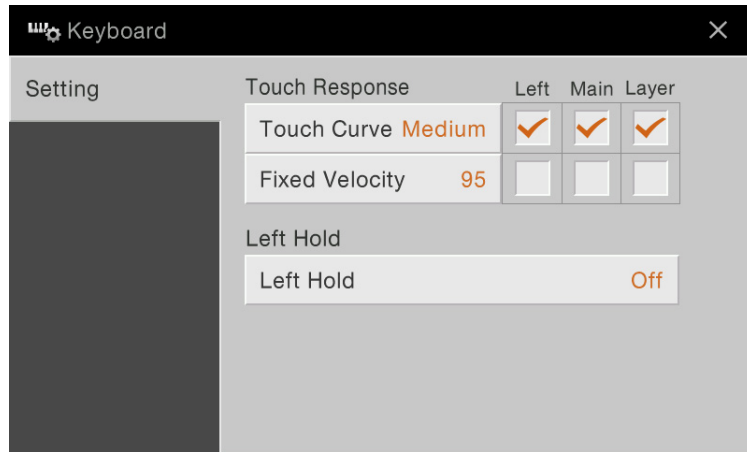 Keyboard
Setting
Touch Response Left Main Layer
Touch Curve Medium
Fixed Velocity 95
Left Hold
Left Hold Off